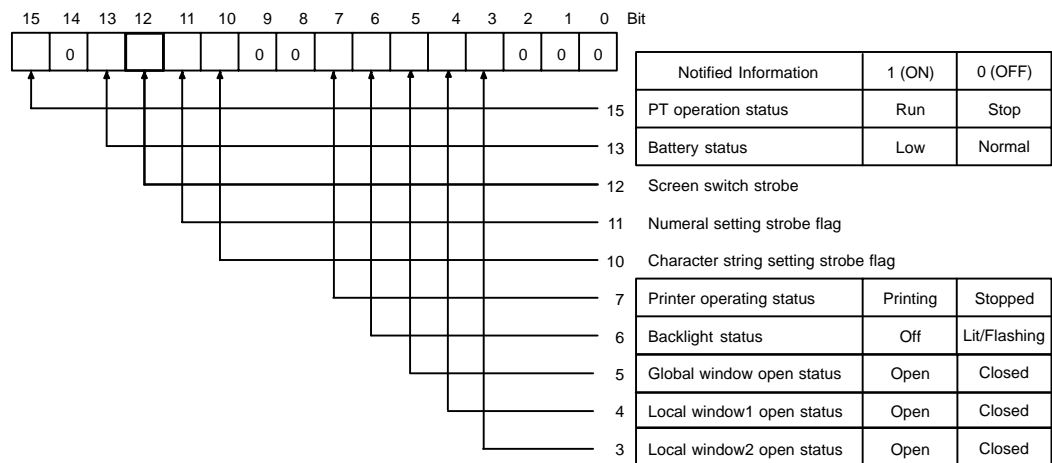 15 14 13 12 11 10 9 8 7 6 5 4 3 2 1 0 Bit
0 0 0 0 0 0
Notified Information 1 (ON) 0 (OFF)
15 PT operation status Run Stop
13 Battery status Low Normal
12 Screen switch strobe
11 Numeral setting strobe flag
10 Character string setting strobe flag
7 Printer operating status Printing Stopped
6 Backlight status Off Lit/Flashing
5 Global window open status Open Closed
4 Local window1 open status Open Closed
3 Local window2 open status Open Closed